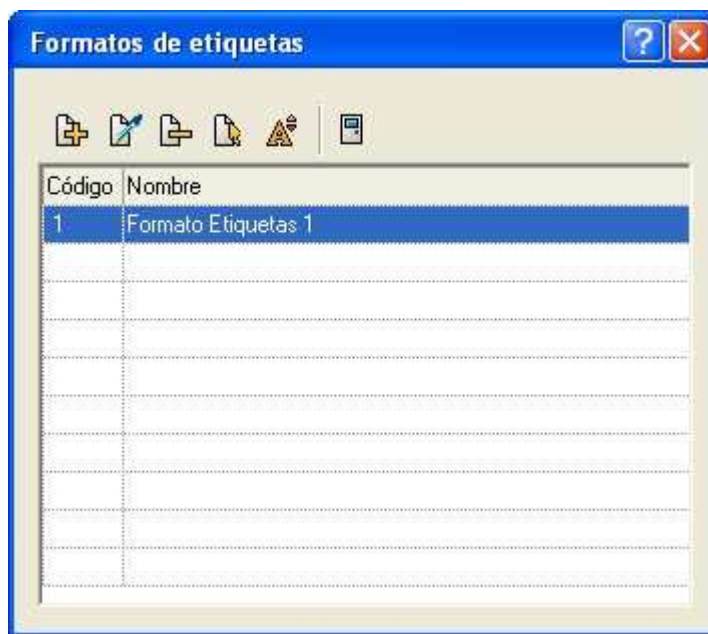 Formatos de etiquetas
Código Nombre
1 Formato Etiquetas 1